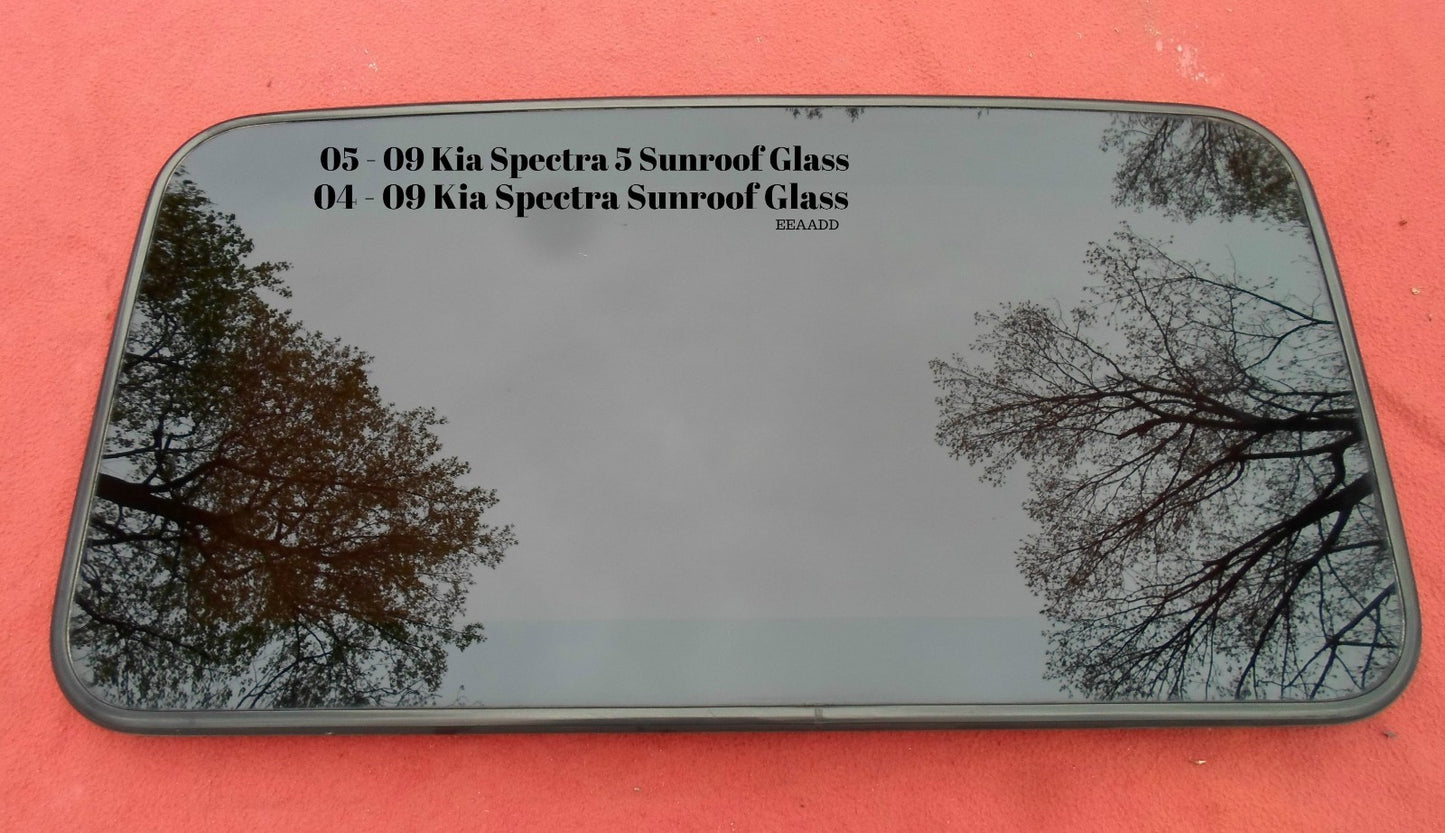 05 - 09 Kia Spectra 5 Sunroof Glass
04 - 09 Kia Spectra Sunroof Glass
EEAADD